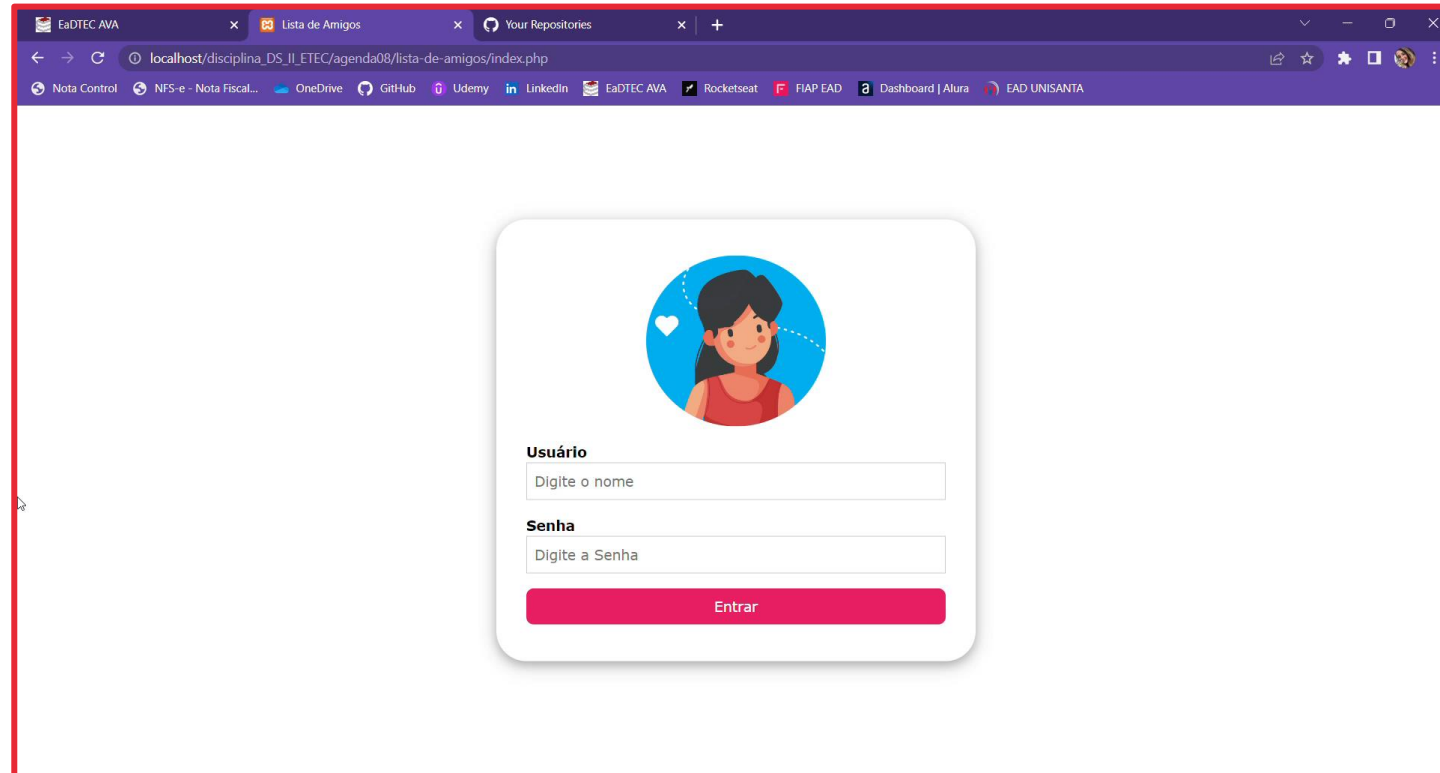 EaDTEC AVA Lista de Amigos Your Repositories
localhost/disciplina_DS_II_ETEC/agenda08/lista-de-amigos/index.php
Nota Control NFS-e - Nota Fiscal... OneDrive GitHub Udemy LinkedIn EaDTEC AVA Rocketseat FIAP EAD Dashboard | Alura EAD UNISANTA
Usuário
Digite o nome
Senha
Digite a Senha
Entrar